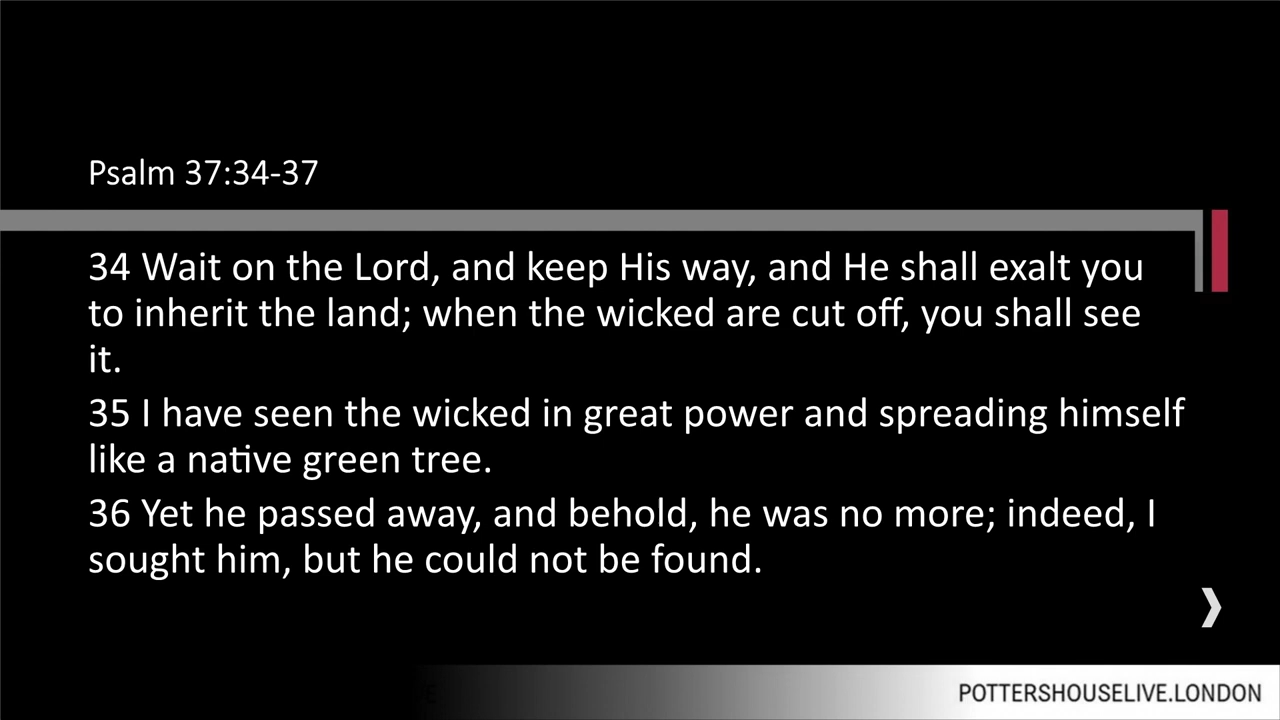 Psalm 37:34-37
34 Wait on the Lord, and keep His way, and He shall exalt you
to inherit the land; when the wicked are cut off, you shall see
it.
35 I have seen the wicked in great power and spreading himself
like a native green tree.
36 Yet he passed away, and behold, he was no more; indeed, I
sought him, but he could not be found.
POTTERSHOUSELIVE.LONDON